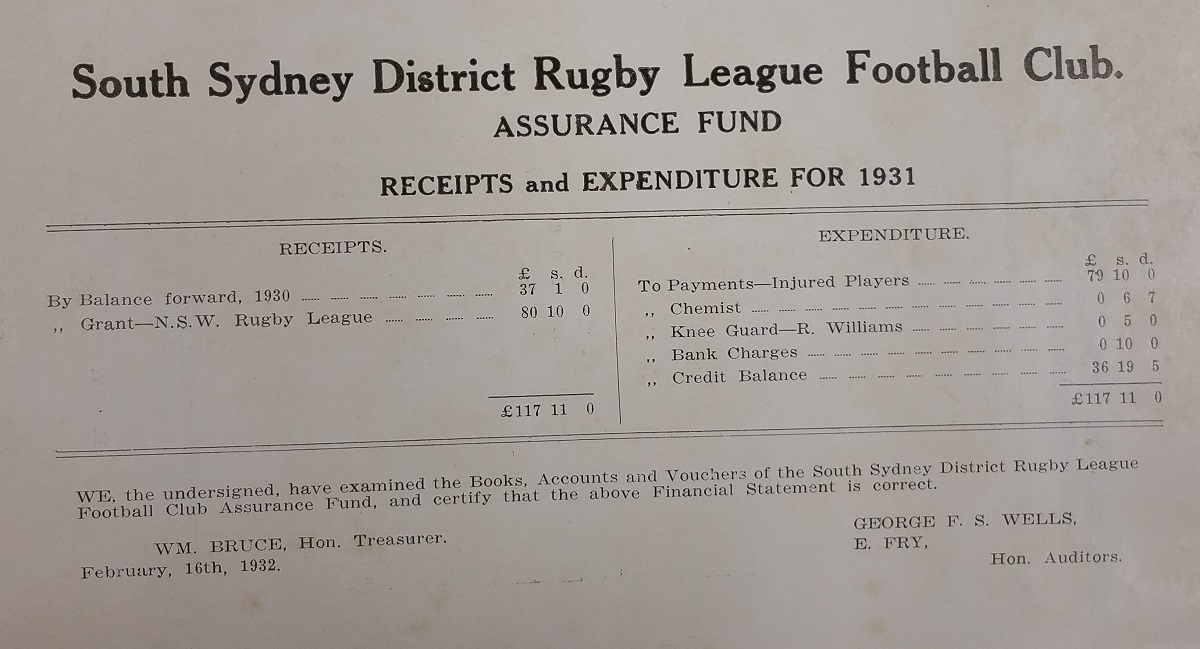 South Sydney District Rugby League Football Club.
ASSURANCE FUND
RECEIPTS and EXPENDITURE FOR 1931
RECEIPTS.
£ s. d.
By Balance forward, 1930 ...... ...... ...... ...... ...... ...... ...... 37 1 0
,, Grant—N.S.W. Rugby League ...... ...... ...... ...... 80 10 0
£117 11 0
EXPENDITURE.
£ s. d.
To Payments—Injured Players ...... ...... ...... ...... ...... 79 10 0
,, Chemist ...... ...... ...... ...... ...... ...... ...... ...... ...... ...... ...... 0 6 7
,, Knee Guard—R. Williams ...... ...... ...... ...... ...... ...... 0 5 0
,, Bank Charges ...... ...... ...... ...... ...... ...... ...... ...... ...... 0 10 0
,, Credit Balance ...... ...... ...... ...... ...... ...... ...... ...... ...... 36 19 5
£117 11 0
WE, the undersigned, have examined the Books, Accounts and Vouchers of the South Sydney District Rugby League
Football Club Assurance Fund, and certify that the above Financial Statement is correct.
WM. BRUCE, Hon. Treasurer.
February, 16th, 1932.
GEORGE F. S. WELLS,
E. FRY,
Hon. Auditors.